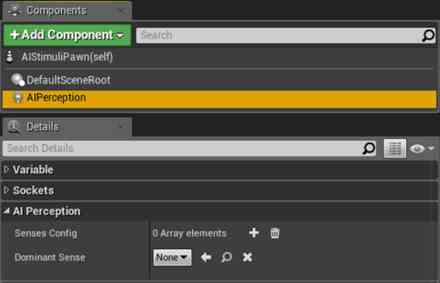 Components
+Add Component
Search
AIStimuliPawn(self)
DefaultSceneRoot
AIPerception
Details
Search Details
Variable
Sockets
AI Perception
Senses Config 0 Array elements
Dominant Sense None